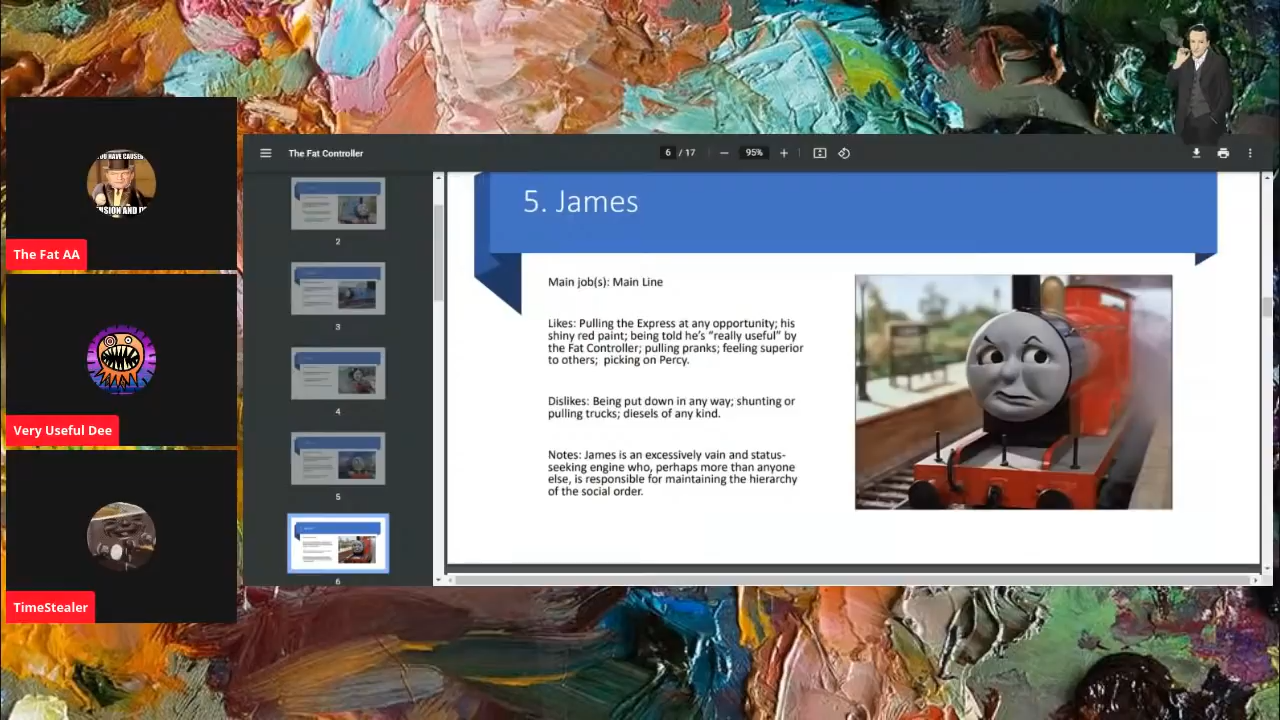 YOU HAVE CAUSED
The Fat AA
Very Useful Dee
TimeStealer
The Fat Controller
6 / 17
95%
2
3
4
5
6
5. James
Main job(s): Main Line
Likes: Pulling the Express at any opportunity; his
shiny red paint; being told he's “really useful” by
the Fat Controller; pulling pranks; feeling superior
to others;  picking on Percy.
Dislikes: Being put down in any way; shunting or
pulling trucks; diesels of any kind.
Notes: James is an excessively vain and status-
seeking engine who, perhaps more than anyone
else, is responsible for maintaining the hierarchy
of the social order.